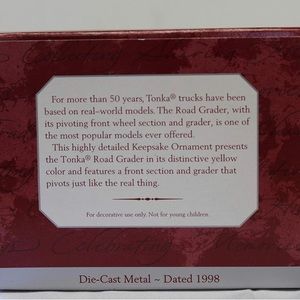 For more than 50 years, Tonka® trucks have been
based on real-world models. The Road Grader, with
its pivoting front wheel section and grader, is one of
the most popular models ever offered.
This highly detailed Keepsake Ornament presents
the Tonka® Road Grader in its distinctive yellow
color and features a front section and grader that
pivots just like the real thing.
For decorative use only. Not for young children.
Celebrating
Die-Cast Metal ~ Dated 1998